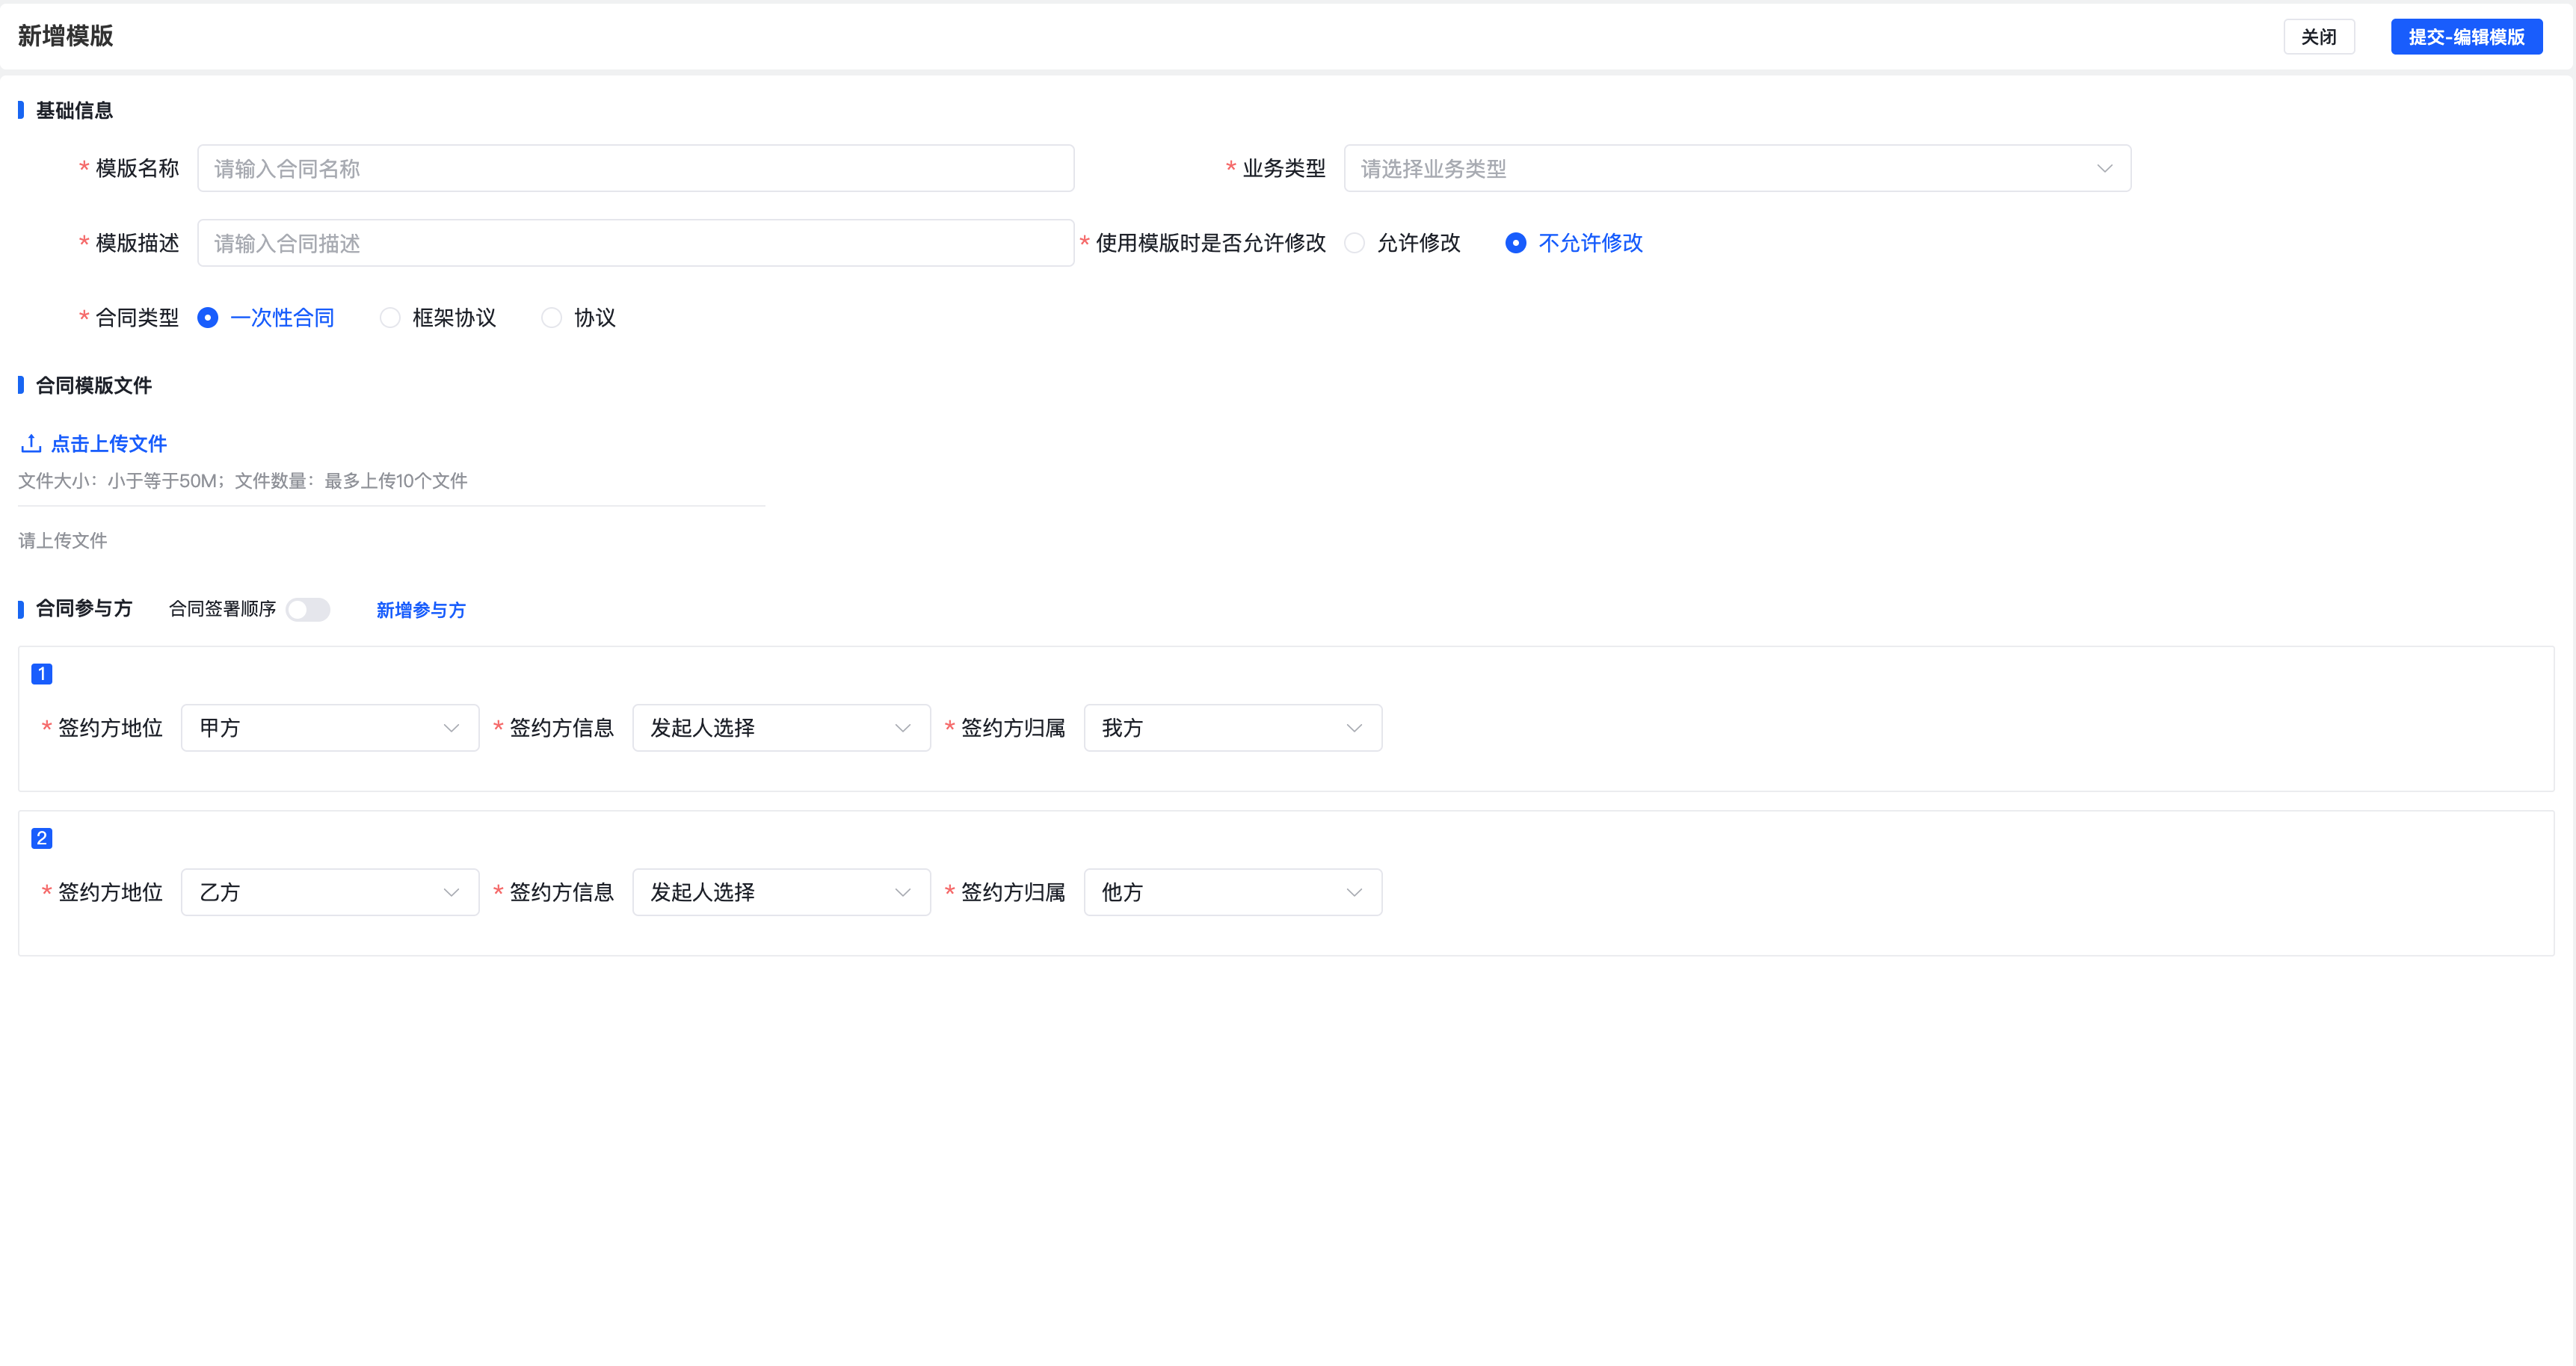 新增模版 关闭 提交-编辑模版
基础信息
* 模版名称 请输入合同名称 * 业务类型 请选择业务类型
* 模版描述 请输入合同描述 * 使用模版时是否允许修改 允许修改 不允许修改
* 合同类型 一次性合同 框架协议 协议
合同模版文件
点击上传文件
文件大小：小于等于50M；文件数量：最多上传10个文件
请上传文件
合同参与方 合同签署顺序 新增参与方
1
* 签约方地位 甲方 * 签约方信息 发起人选择 * 签约方归属 我方
2
* 签约方地位 乙方 * 签约方信息 发起人选择 * 签约方归属 他方